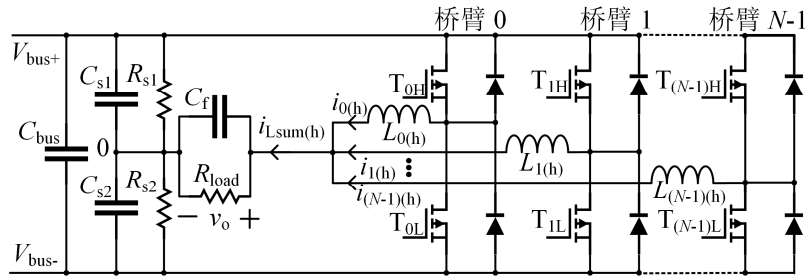 桥臂 0 桥臂 1 桥臂 N-1
Vbus+
Cs1 Rs1 Cf T0H T1H T(N-1)H
i0(h)
Cbus 0 iLsum(h) L0(h)
i1(h) L1(h)
Cs2 Rs2 Rload i(N-1)(h) L(N-1)(h)
− vo + T0L T1L T(N-1)L
Vbus-